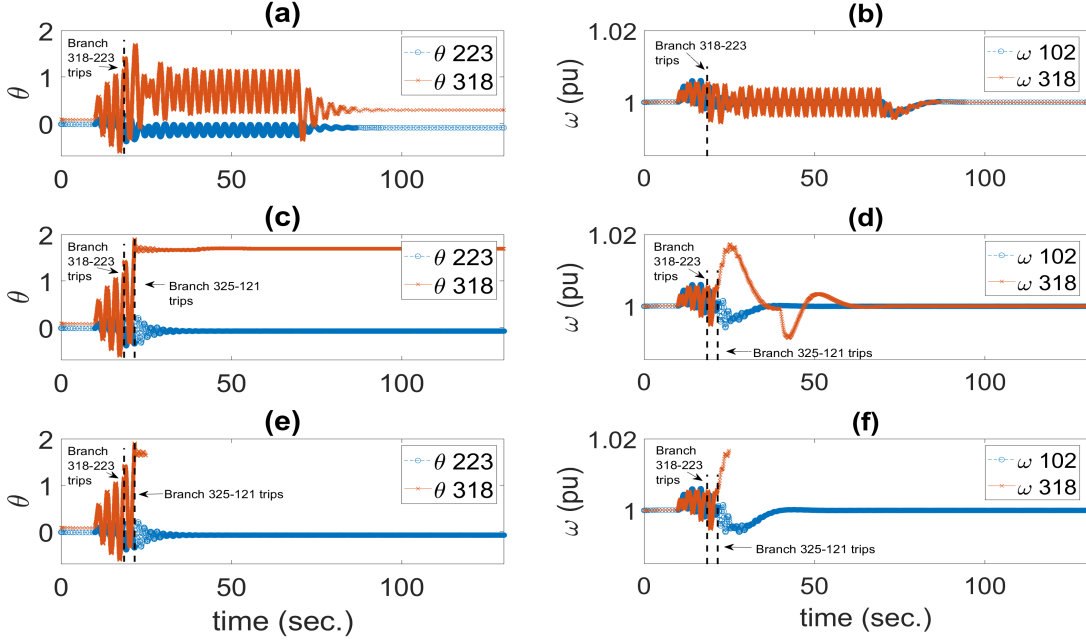 (a)
2
1
0
θ
Branch
318-223
trips
θ 223
θ 318
0
50
100
(b)
1.02
1
ω (pu)
Branch 318-223
trips
ω 102
ω 318
0
50
100
(c)
2
1
0
θ
Branch
318-223
trips
Branch 325-121
trips
θ 223
θ 318
0
50
100
(d)
1.02
1
ω (pu)
Branch
318-223
trips
Branch 325-121 trips
ω 102
ω 318
0
50
100
(e)
2
1
0
θ
Branch
318-223
trips
Branch 325-121 trips
θ 223
θ 318
0
50
100
time (sec.)
(f)
1.02
1
ω (pu)
Branch
318-223
trips
Branch 325-121 trips
ω 102
ω 318
0
50
100
time (sec.)